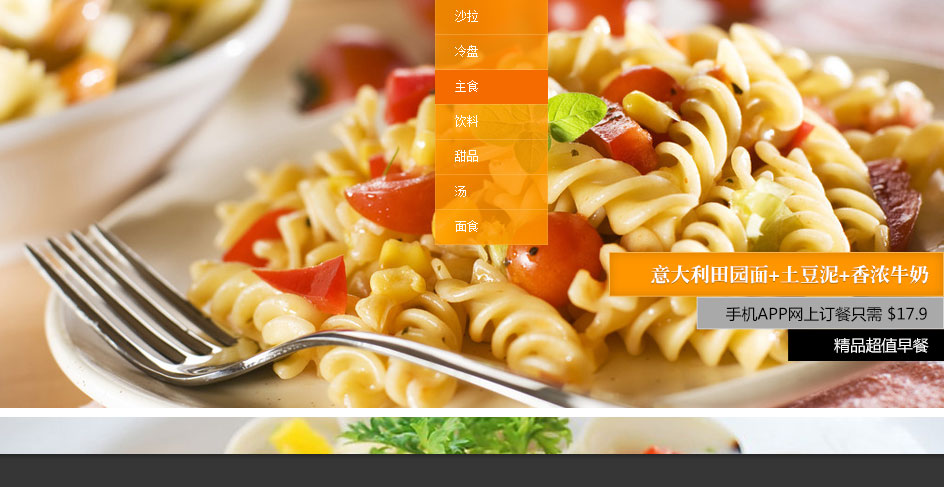 沙拉
冷盘
主食
饮料
甜品
汤
面食
意大利田园面+土豆泥+香浓牛奶
手机APP网上订餐只需 $17.9
精品超值早餐